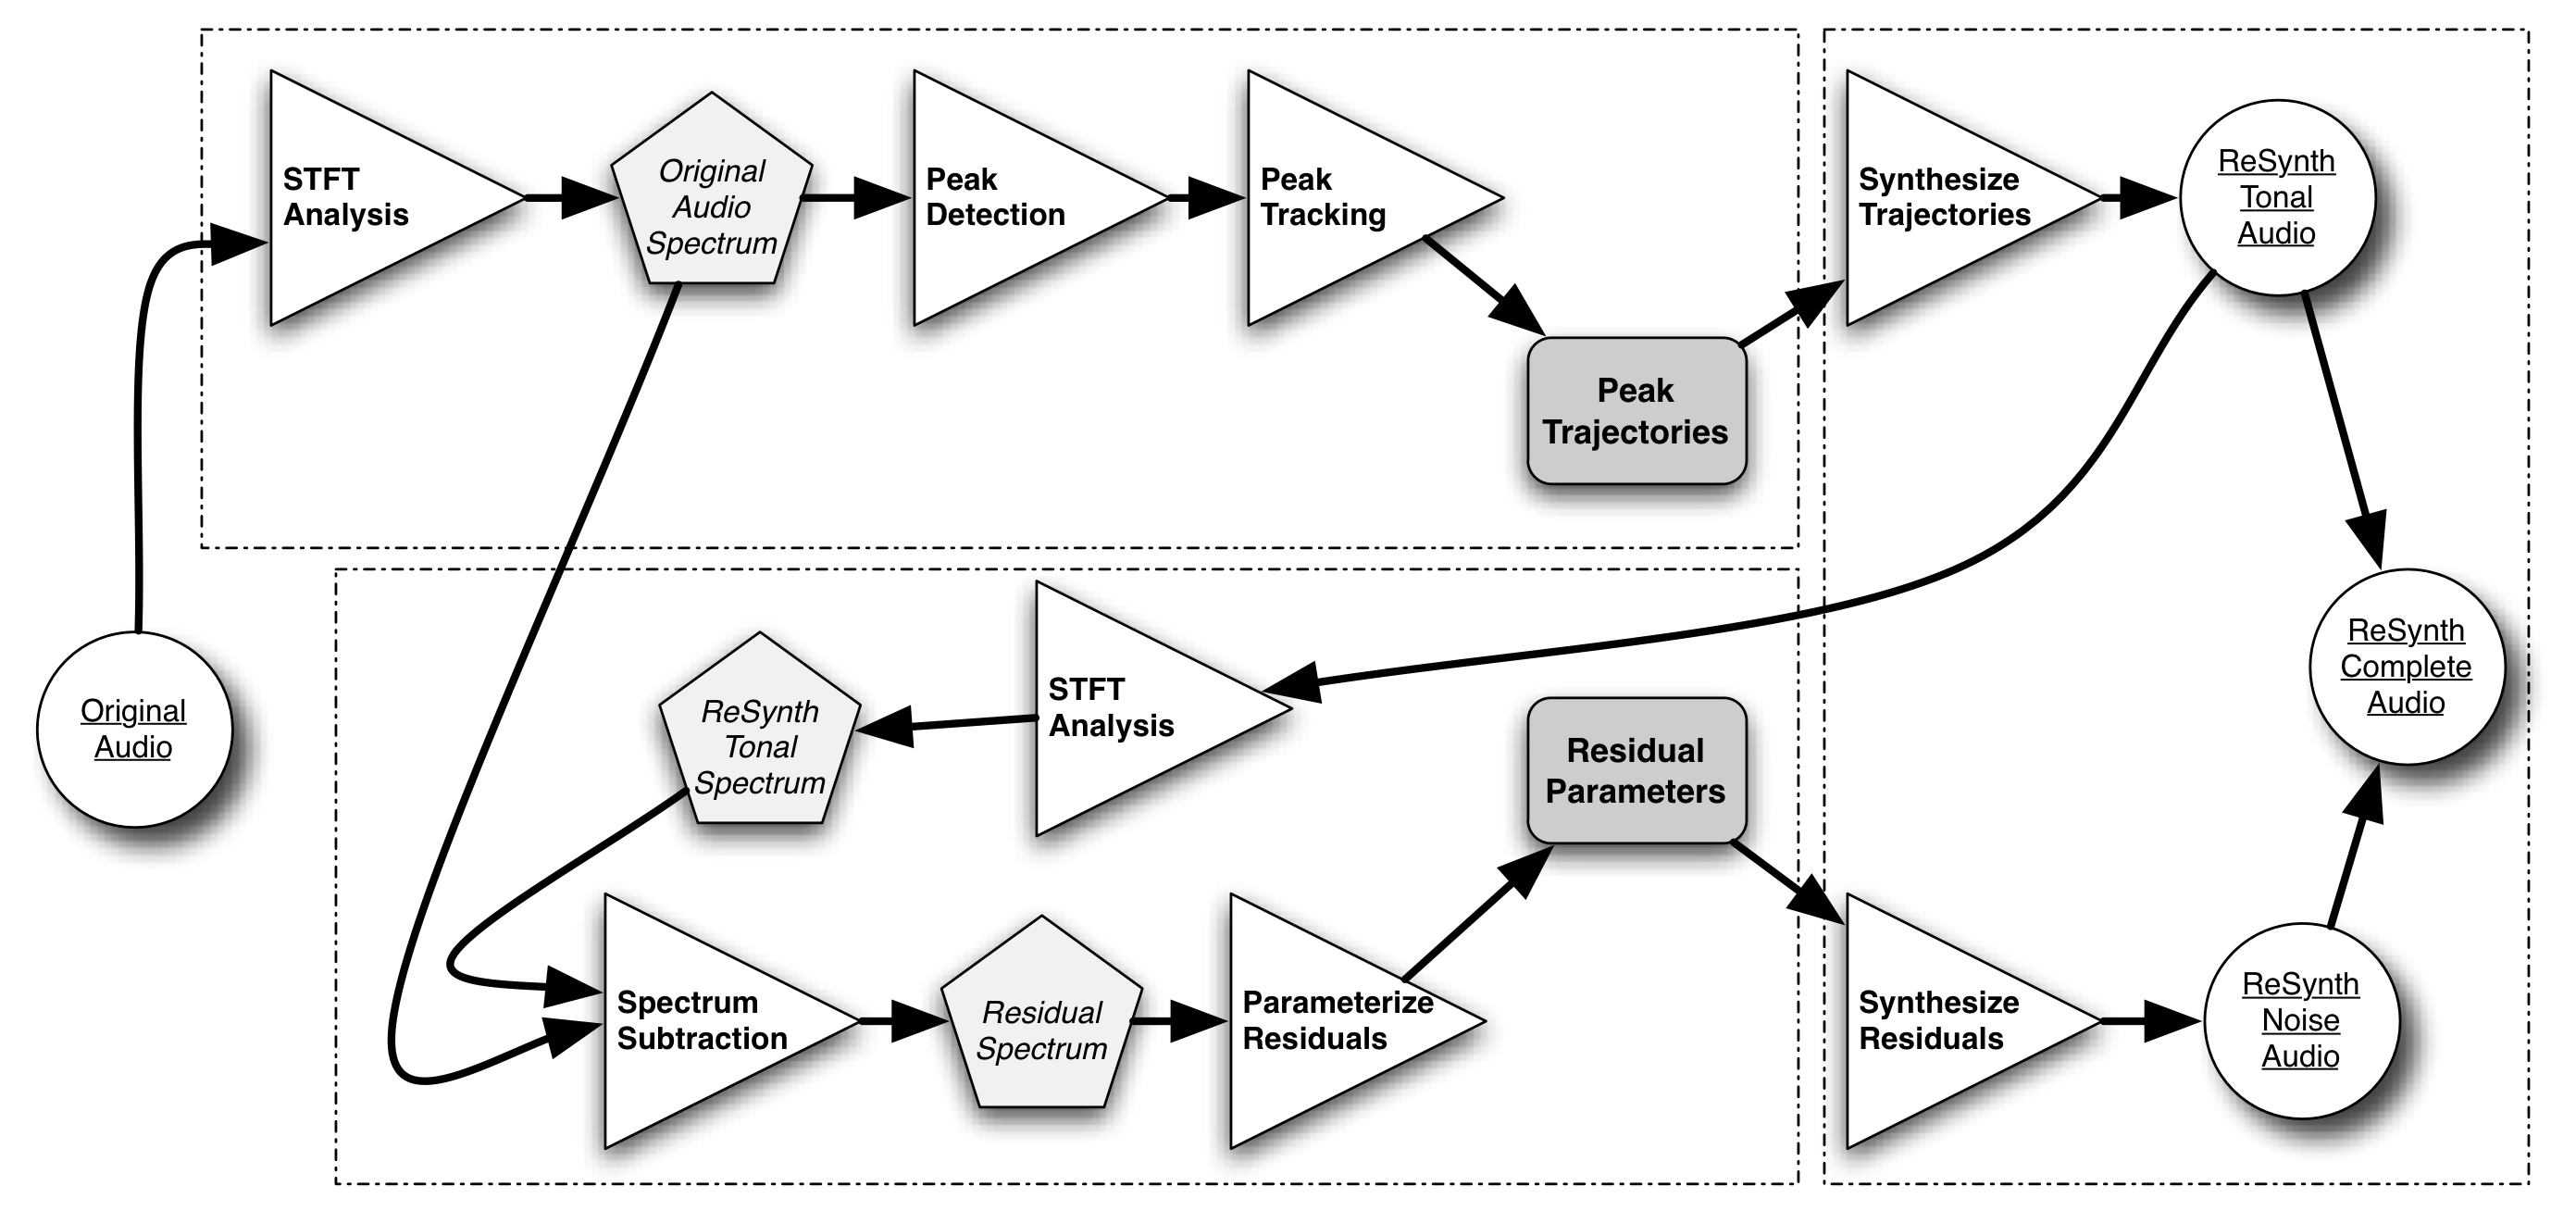 STFT
Analysis
Original
Audio
Spectrum
Peak
Detection
Peak
Tracking
Peak
Trajectories
Synthesize
Trajectories
ReSynth
Tonal
Audio
Original
Audio
ReSynth
Tonal
Spectrum
STFT
Analysis
Residual
Parameters
ReSynth
Complete
Audio
Spectrum
Subtraction
Residual
Spectrum
Parameterize
Residuals
Synthesize
Residuals
ReSynth
Noise
Audio